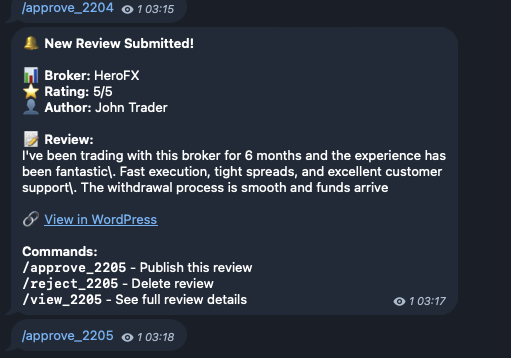 /approve_2204 1 03:15
New Review Submitted!
Broker: HeroFX
Rating: 5/5
Author: John Trader
Review:
I've been trading with this broker for 6 months and the experience has
been fantastic\. Fast execution, tight spreads, and excellent customer
support\. The withdrawal process is smooth and funds arrive
View in WordPress
Commands:
/approve_2205 - Publish this review
/reject_2205 - Delete review
/view_2205 - See full review details 1 03:17
/approve_2205 1 03:18